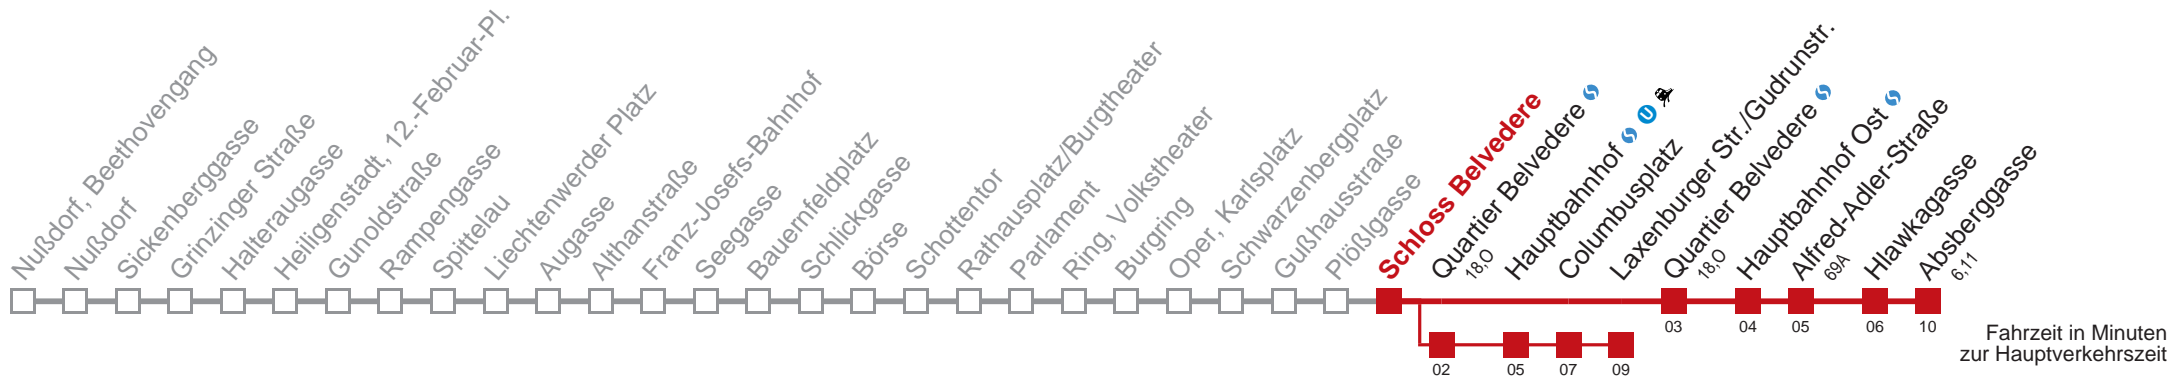 Nußdorf, Beethovengang
Nußdorf
Sickenberggasse
Grinzinger Straße
Halteraugasse
Heiligenstadt, 12.-Februar-Pl.
Gunoldstraße
Rampengasse
Spittelau
Liechtenwerder Platz
Augasse
Althanstraße
Franz-Josefs-Bahnhof
Seegasse
Bauernfeldplatz
Schlickgasse
Börse
Schottentor
Rathausplatz/Burgtheater
Parlament
Ring, Volkstheater
Burgring
Oper, Karlsplatz
Schwarzenbergplatz
Gußhausstraße
Plößlgasse
Schloss Belvedere
Quartier Belvedere
18,O
Hauptbahnhof U
Columbusplatz
Laxenburger Str./Gudrunstr.
Quartier Belvedere
18,O
Hauptbahnhof Ost
Alfred-Adler-Straße
69A
Hlawkagasse
Absberggasse
6,11
03 04 05 06 10
02 05 07 09
Fahrzeit in Minuten
zur Hauptverkehrszeit